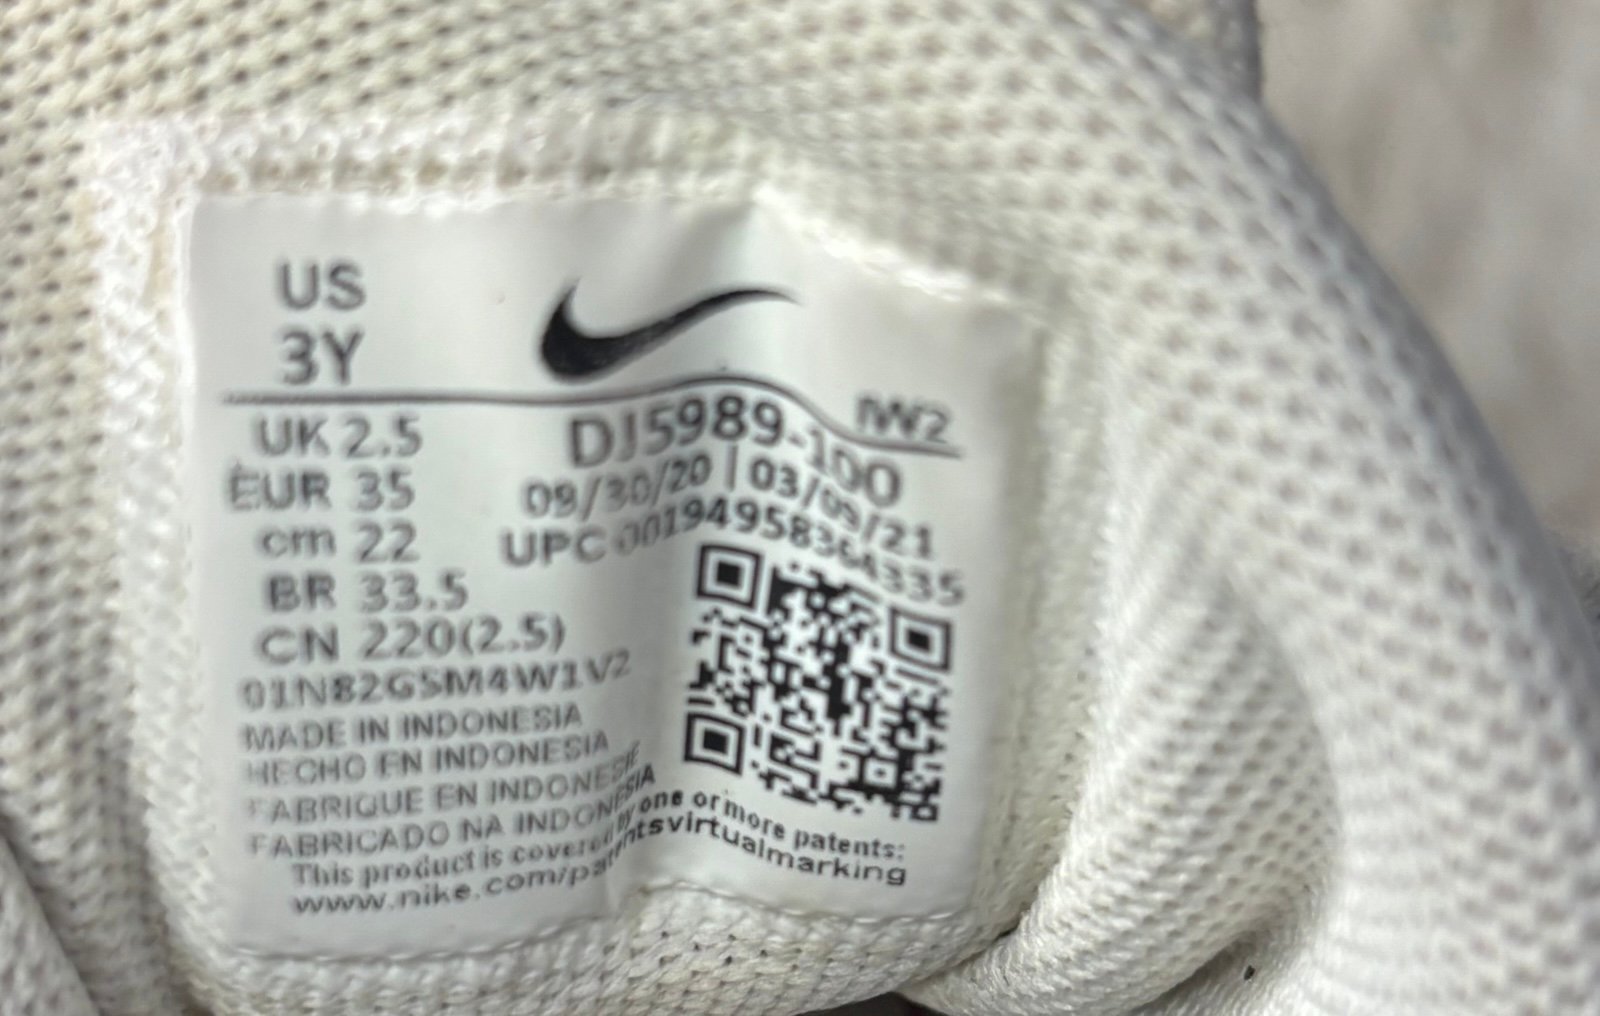 US
3Y
IW2
UK 2.5
DJ5989-100
EUR 35
09/30/20 | 03/09/21
cm 22
UPC 00194958364335
BR 33.5
CN 220(2.5)
01N82GSM4W1V2
MADE IN INDONESIA
HECHO EN INDONESIA
FABRIQUE EN INDONESIE
FABRICADO NA INDONESIA
This product is covered by one or more patents:
www.nike.com/patentsvirtualmarking